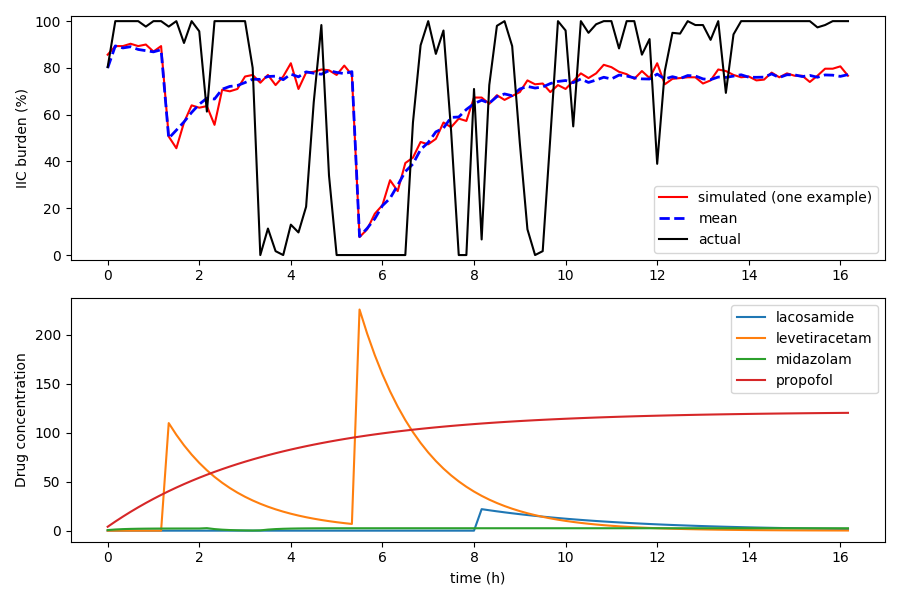 100
80
60
40
20
0
IIC burden (%)
simulated (one example)
mean
actual
0 2 4 6 8 10 12 14 16
200
150
100
50
0
Drug concentration
lacosamide
levetiracetam
midazolam
propofol
0 2 4 6 8 10 12 14 16
time (h)